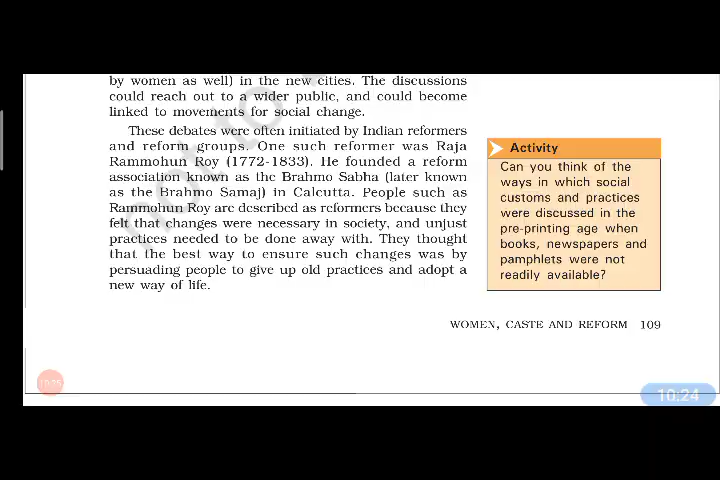 by women as well) in the new cities. The discussions
could reach out to a wider public, and could become
linked to movements for social change.
These debates were often initiated by Indian reformers
and reform groups. One such reformer was Raja
Rammohun Roy (1772-1833). He founded a reform
association known as the Brahmo Sabha (later known
as the Brahmo Samaj) in Calcutta. People such as
Rammohun Roy are described as reformers because they
felt that changes were necessary in society, and unjust
practices needed to be done away with. They thought
that the best way to ensure such changes was by
persuading people to give up old practices and adopt a
new way of life.
Activity
Can you think of the
ways in which social
customs and practices
were discussed in the
pre-printing age when
books, newspapers and
pamphlets were not
readily available?
WOMEN, CASTE AND REFORM 109
not to
10:24